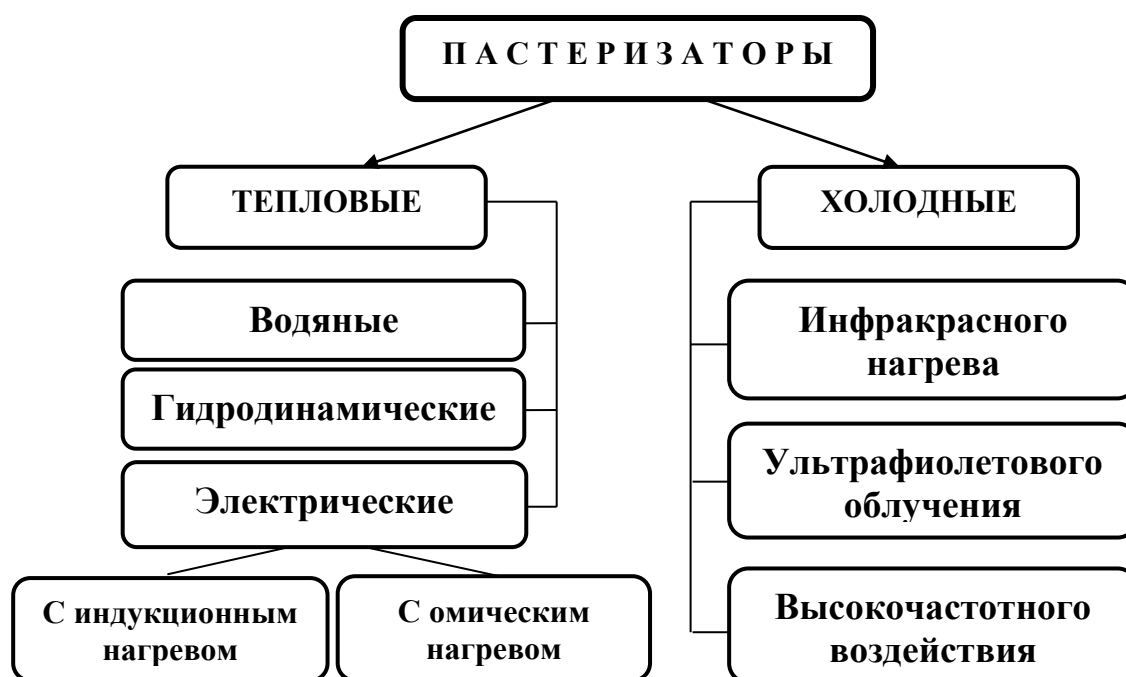 П А С Т Е Р И З А Т О Р Ы
ТЕПЛОВЫЕ
Водяные
Гидродинамические
Электрические
С индукционным
нагревом
С омическим
нагревом
ХОЛОДНЫЕ
Инфракрасного
нагрева
Ультрафиолетового
облучения
Высокочастотного
воздействия